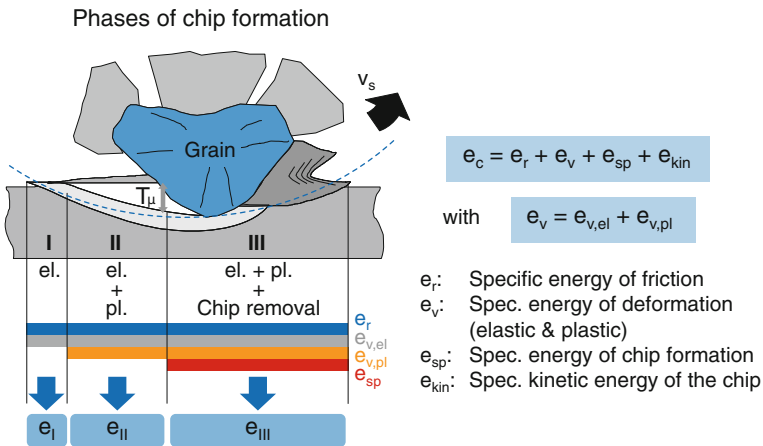 Phases of chip formation
v_s
Grain
T_μ
I II III
el. el. + pl. el. + pl. + Chip removal
e_r
e_v,el
e_v,pl
e_sp
e_I e_II e_III
e_c = e_r + e_v + e_sp + e_kin
with e_v = e_v,el + e_v,pl
e_r: Specific energy of friction
e_v: Spec. energy of deformation
(elastic & plastic)
e_sp: Spec. energy of chip formation
e_kin: Spec. kinetic energy of the chip